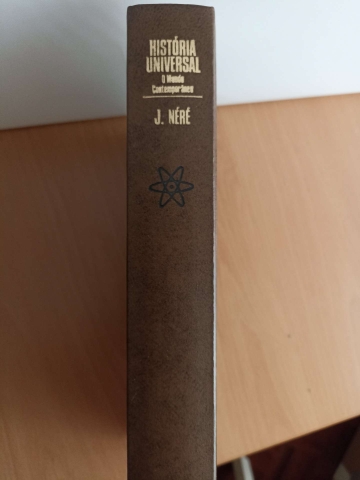 HISTÓRIA
UNIVERSAL
O Mundo
Contemporâneo
J. NÉRÉ